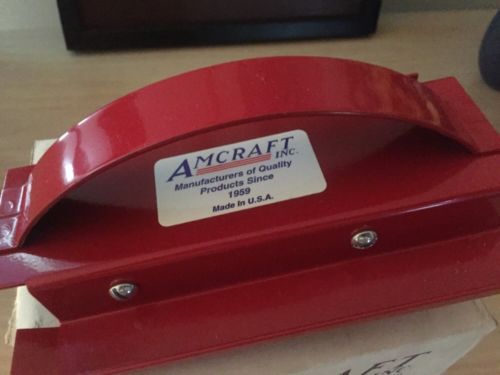 AMCRAFT
INC.
Manufacturers of Quality
Products Since
1959
Made In U.S.A.